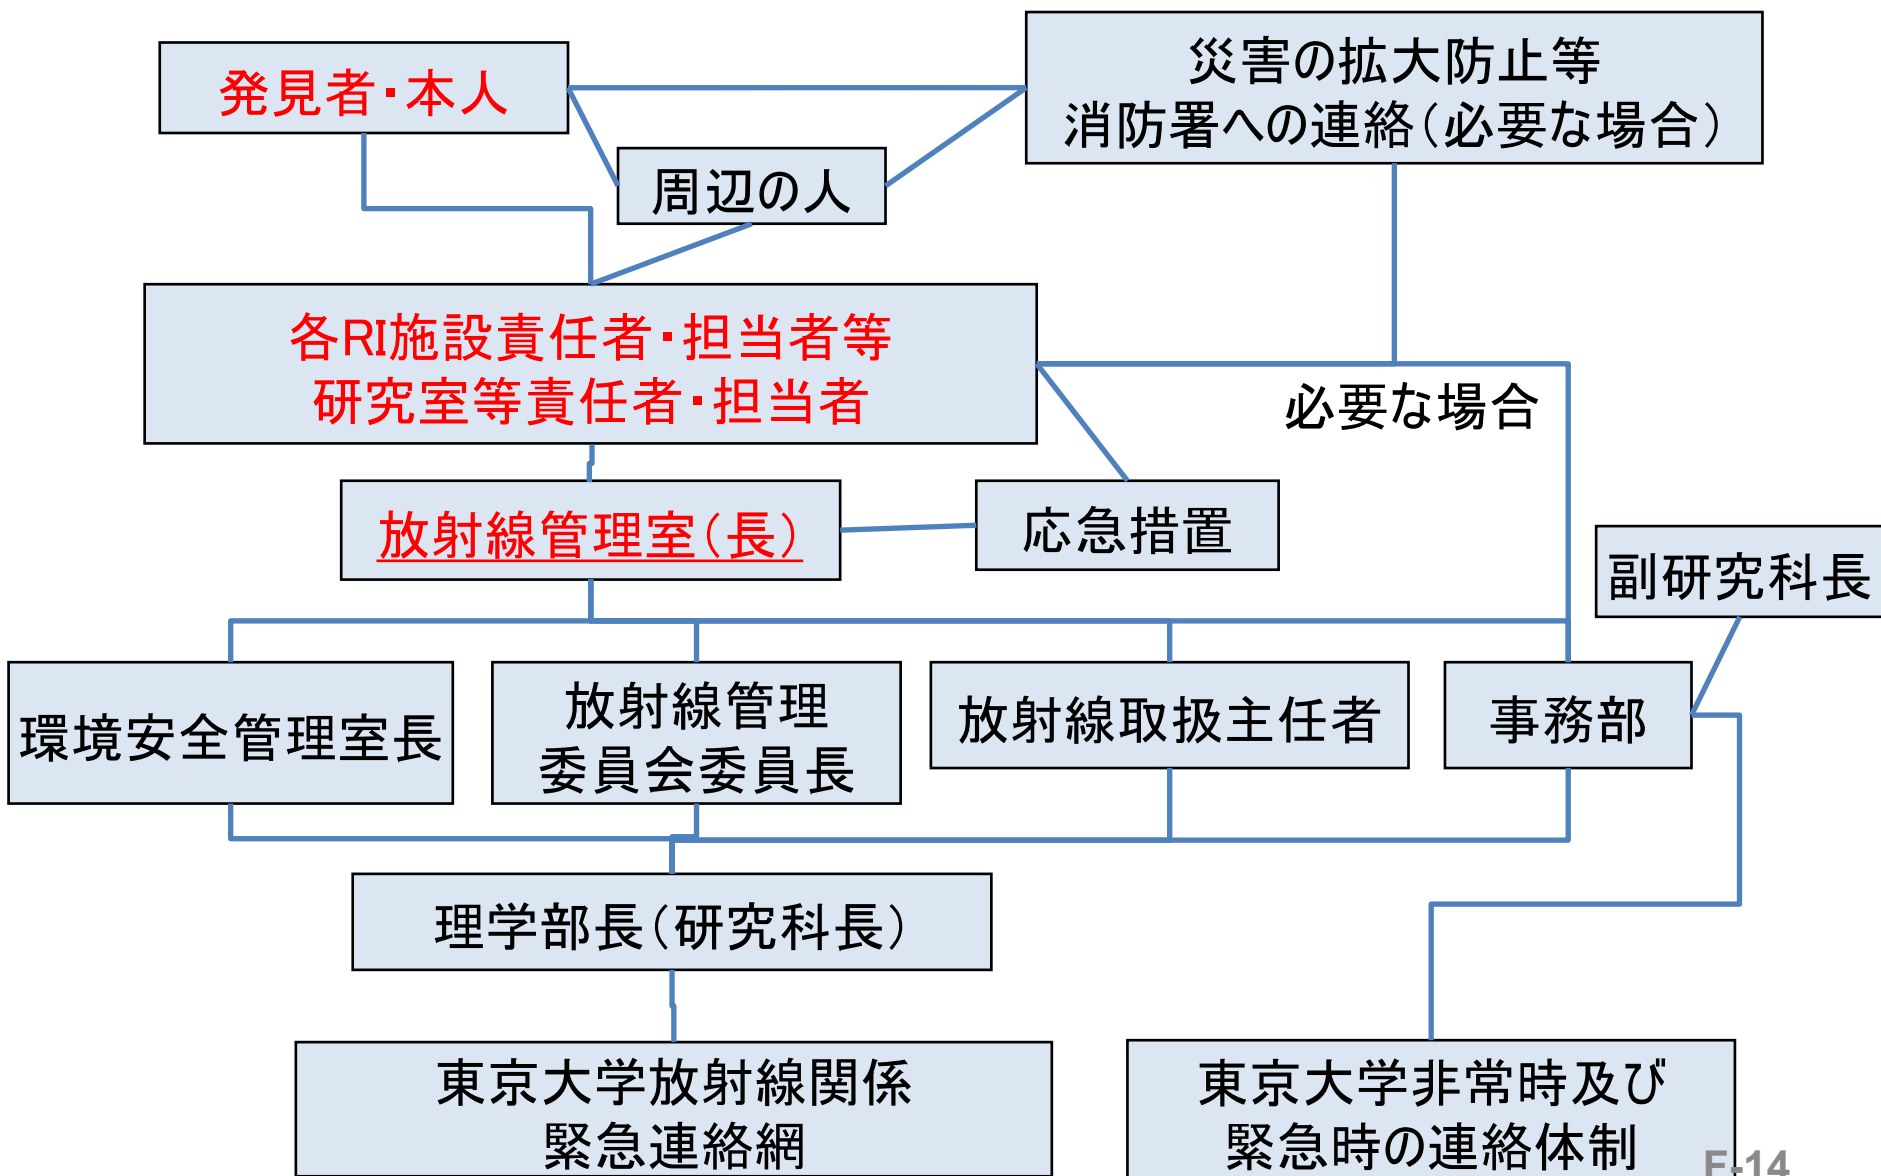 発見者・本人
災害の拡大防止等
消防署への連絡（必要な場合）
周辺の人
各RI施設責任者・担当者等
研究室等責任者・担当者
必要な場合
放射線管理室（長）
応急措置
副研究科長
環境安全管理室長
放射線管理
委員会委員長
放射線取扱主任者
事務部
理学部長（研究科長）
東京大学放射線関係
緊急連絡網
東京大学非常時及び
緊急時の連絡体制
F-14